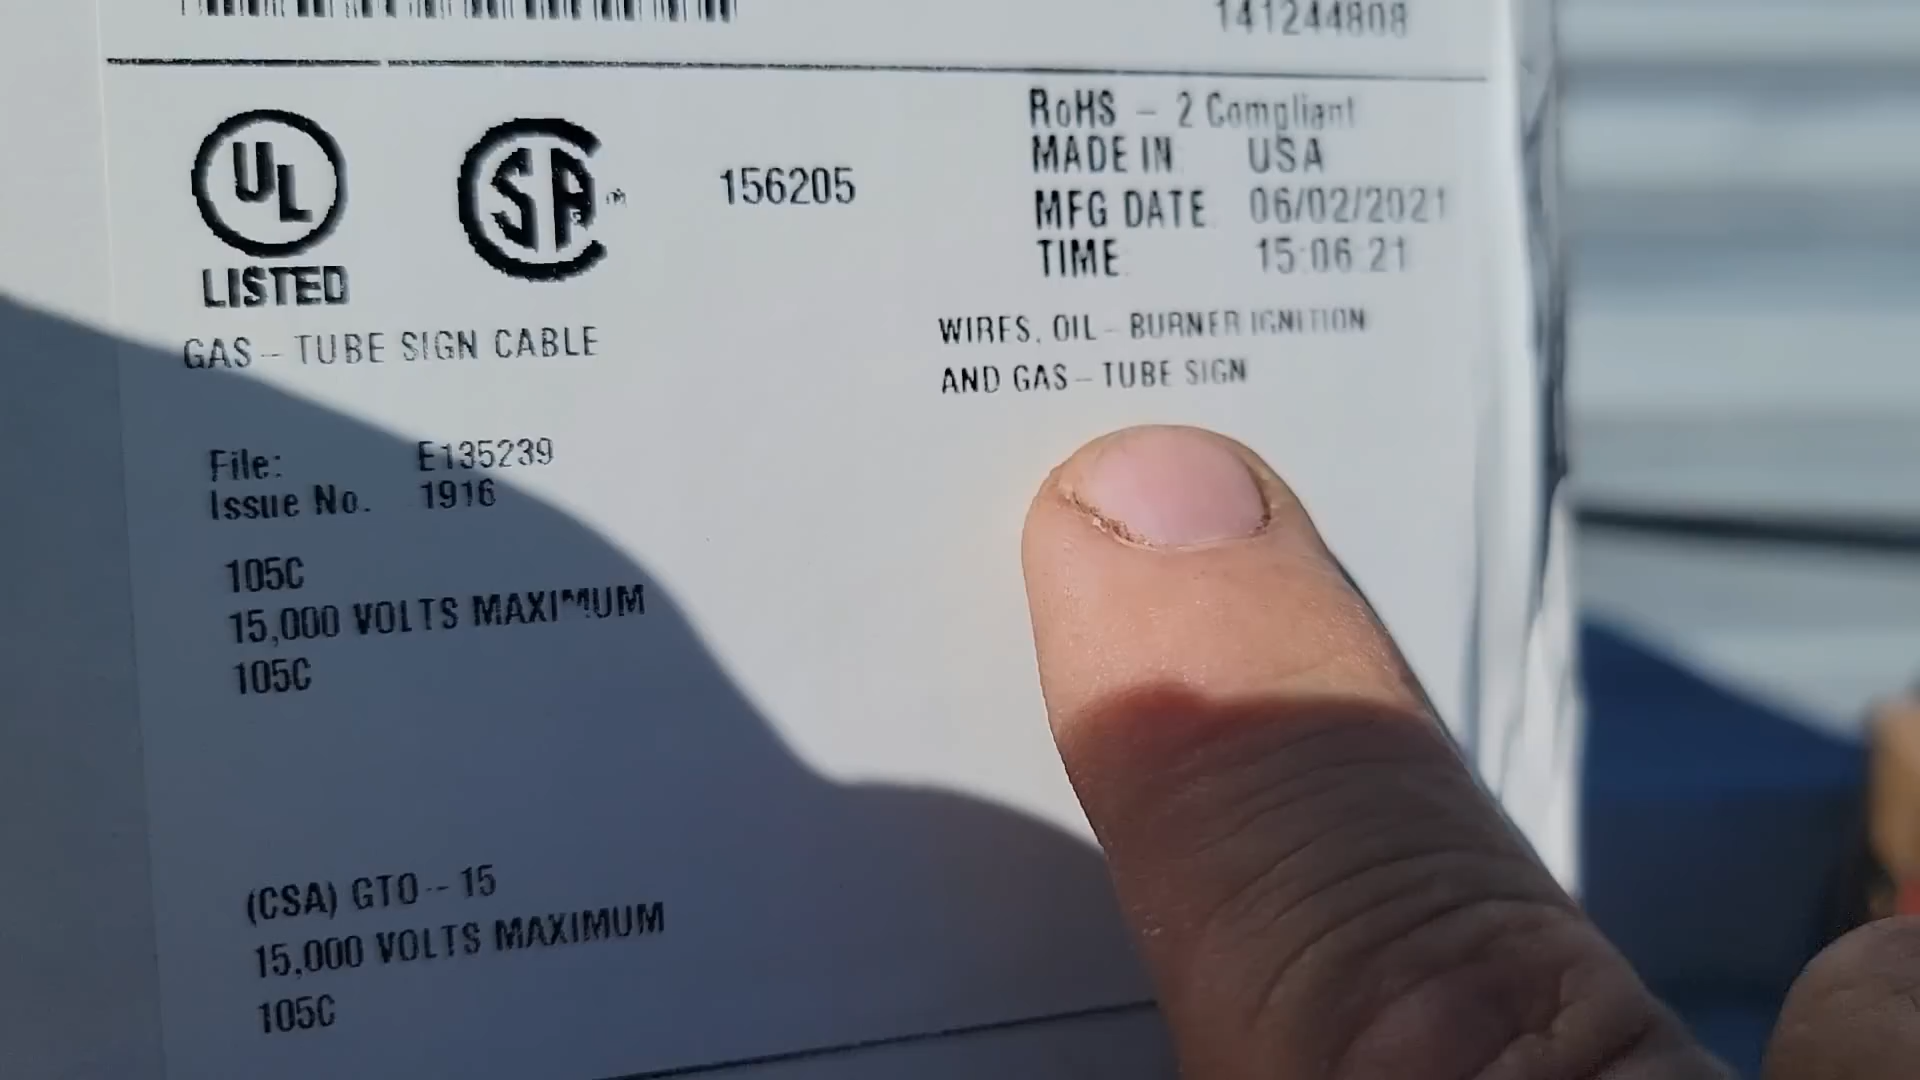 141244808
UL
LISTED
SA
156205
RoHS - 2 Compliant
MADE IN USA
MFG DATE 06/02/2021
TIME: 15:06:21
GAS - TUBE SIGN CABLE
WIRES, OIL - BURNER IGNITION
AND GAS - TUBE SIGN
File: E135239
Issue No. 1916
105C
15,000 VOLTS MAXIMUM
105C
(CSA) GTO -- 15
15,000 VOLTS MAXIMUM
105C